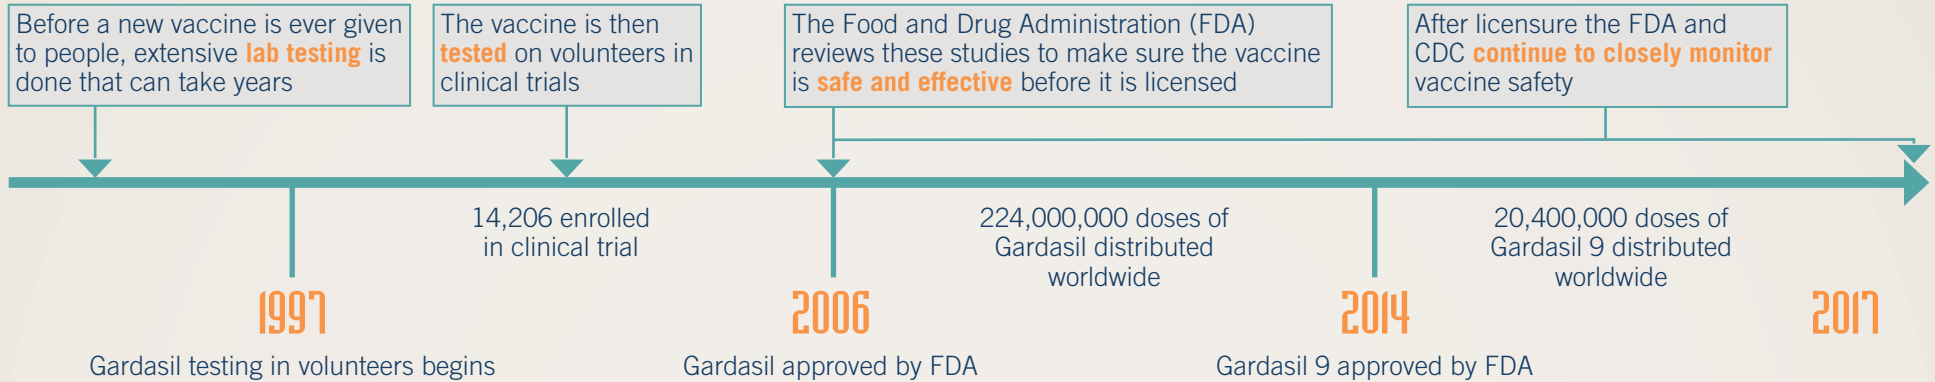 Before a new vaccine is ever given
to people, extensive lab testing is
done that can take years
The vaccine is then
tested on volunteers in
clinical trials
The Food and Drug Administration (FDA)
reviews these studies to make sure the vaccine
is safe and effective before it is licensed
After licensure the FDA and
CDC continue to closely monitor
vaccine safety
14,206 enrolled
in clinical trial
224,000,000 doses of
Gardasil distributed
worldwide
20,400,000 doses of
Gardasil 9 distributed
worldwide
1997
2006
2014
2017
Gardasil testing in volunteers begins
Gardasil approved by FDA
Gardasil 9 approved by FDA